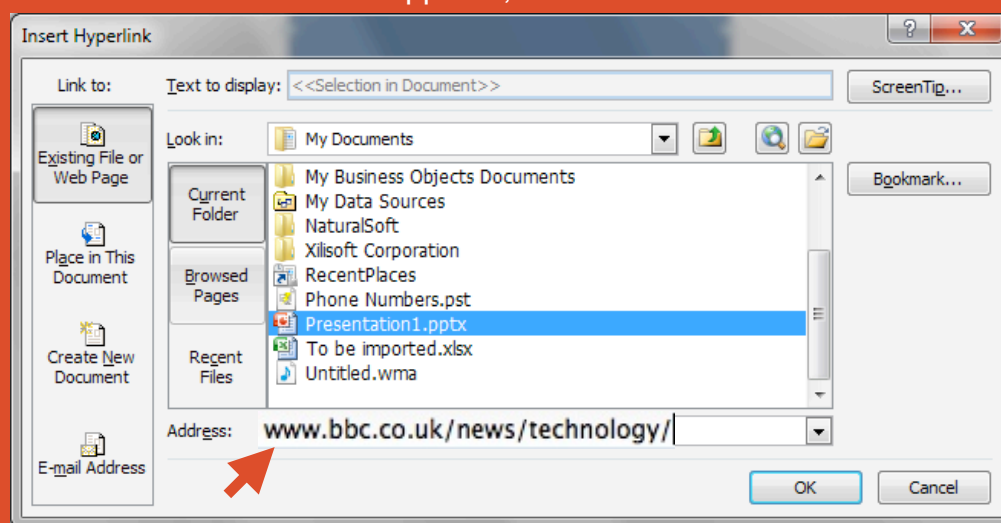 Insert Hyperlink
Link to:
Text to display: <<Selection in Document>>
ScreenTip...
Existing File or
Web Page
Look in: My Documents
Current
Folder
My Business Objects Documents
My Data Sources
NaturalSoft
Xilisoft Corporation
RecentPlaces
Phone Numbers.pst
Presentation1.pptx
To be imported.xlsx
Untitled.wma
Bookmark...
Place in This
Document
Browsed
Pages
Create New
Document
Recent
Files
Address: www.bbc.co.uk/news/technology/
E-mail Address
OK
Cancel